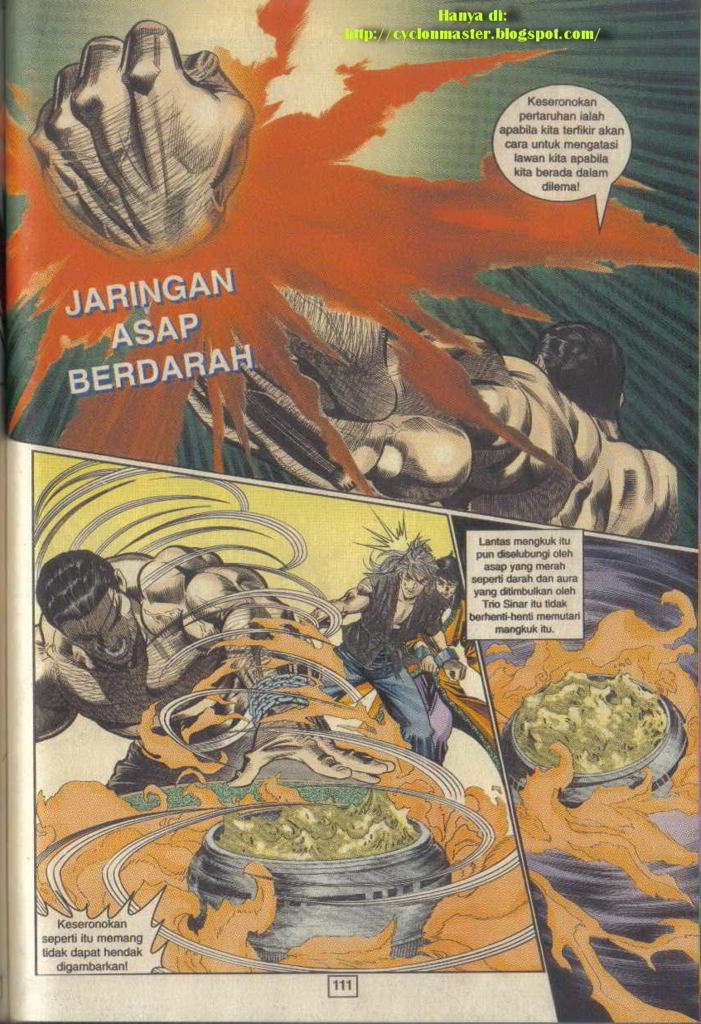 Hanya di:
http://cyclonmaster.blogspot.com/
Keseronokan
pertaruhan ialah
apabila kita terfikir akan
cara untuk mengatasi
lawan kita apabila
kita berada dalam
dilema!
JARINGAN
ASAP
BERDARAH
Lantas mengkuk itu
pun diselubungi oleh
asap yang merah
seperti darah dan aura
yang ditimbulkan oleh
Trio Sinar itu tidak
berhenti-henti memutari
mangkuk itu.
Keseronokan
seperti itu memang
tidak dapat hendak
digambarkan!
111